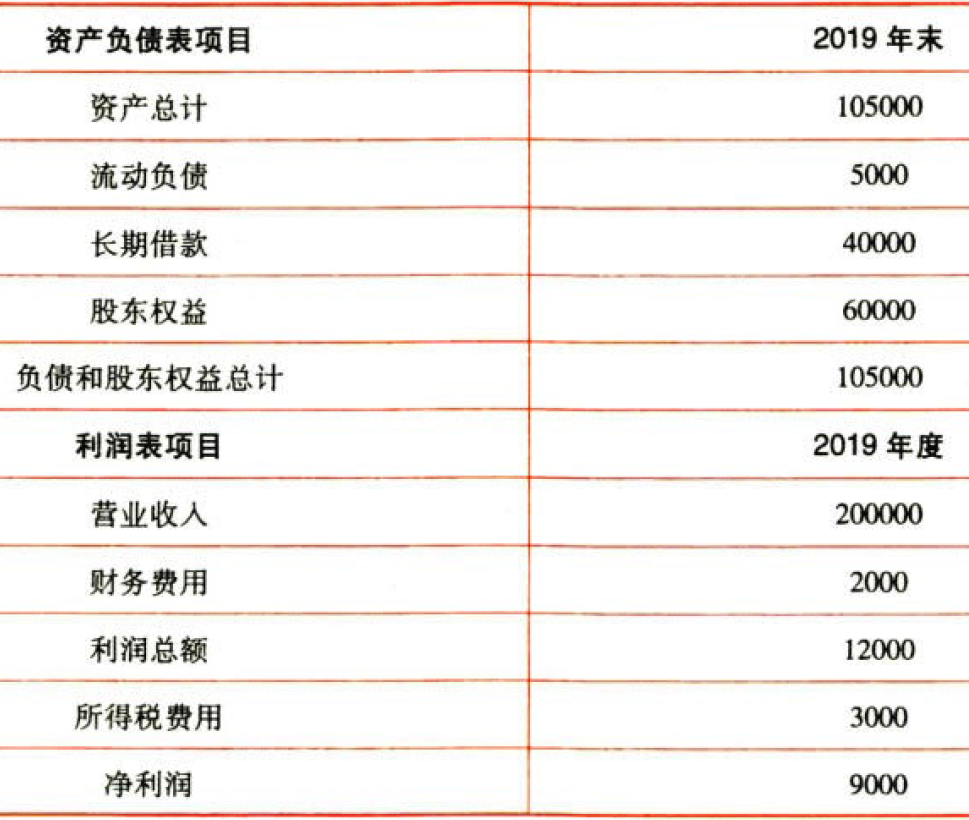 资产负债表项目 2019 年末
资产总计 105000
流动负债 5000
长期借款 40000
股东权益 60000
负债和股东权益总计 105000
利润表项目 2019 年度
营业收入 200000
财务费用 2000
利润总额 12000
所得税费用 3000
净利润 9000